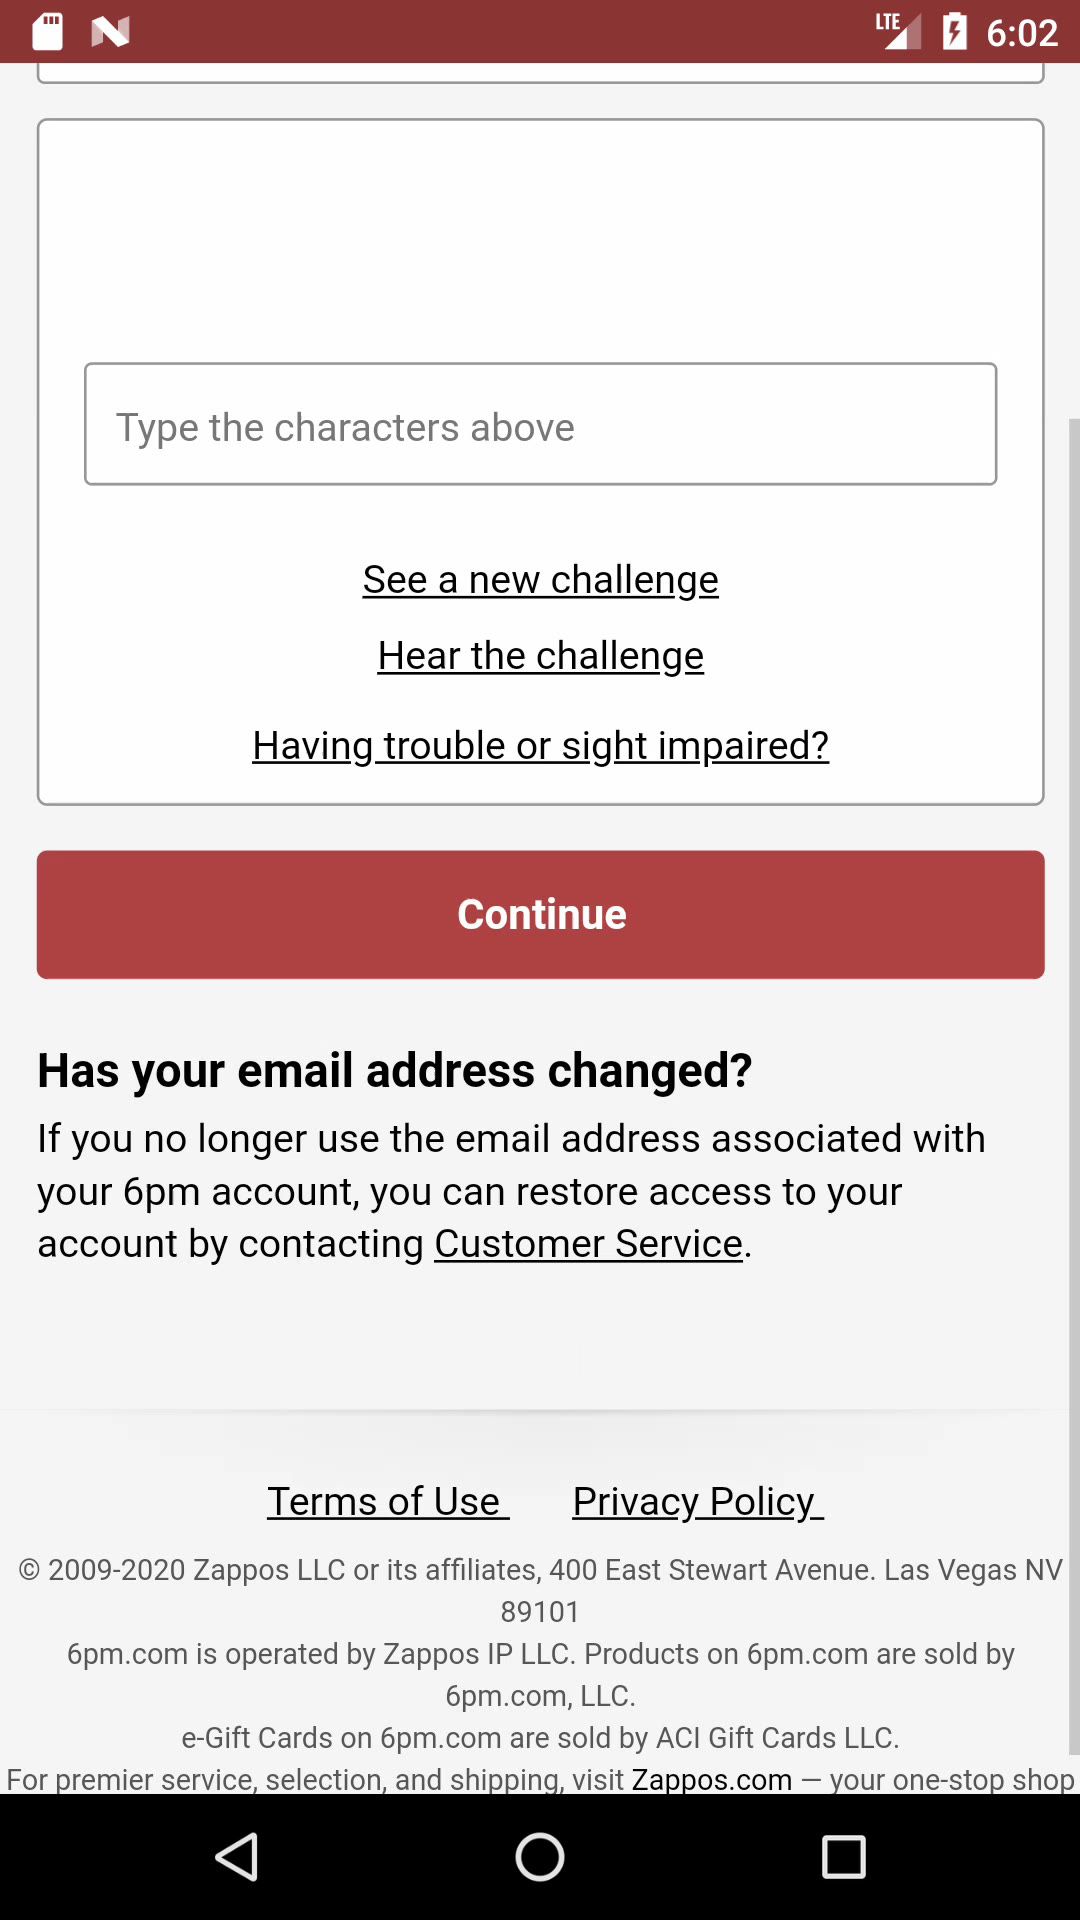 LTE 6:02
Type the characters above
See a new challenge
Hear the challenge
Having trouble or sight impaired?
Continue
Has your email address changed?
If you no longer use the email address associated with
your 6pm account, you can restore access to your
account by contacting Customer Service.
Terms of Use Privacy Policy
© 2009-2020 Zappos LLC or its affiliates, 400 East Stewart Avenue. Las Vegas NV
89101
6pm.com is operated by Zappos IP LLC. Products on 6pm.com are sold by
6pm.com, LLC.
e-Gift Cards on 6pm.com are sold by ACI Gift Cards LLC.
For premier service, selection, and shipping, visit Zappos.com — your one-stop shop